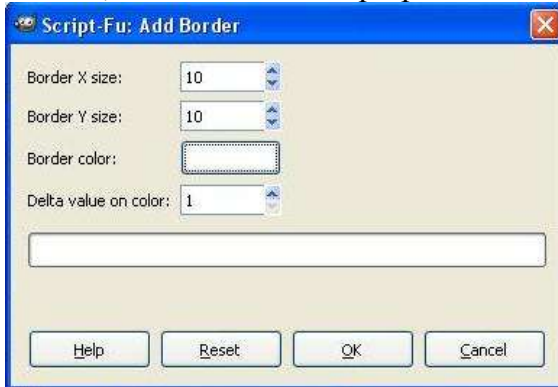 Script-Fu: Add Border
Border X size: 10
Border Y size: 10
Border color:
Delta value on color: 1
Help Reset OK Cancel